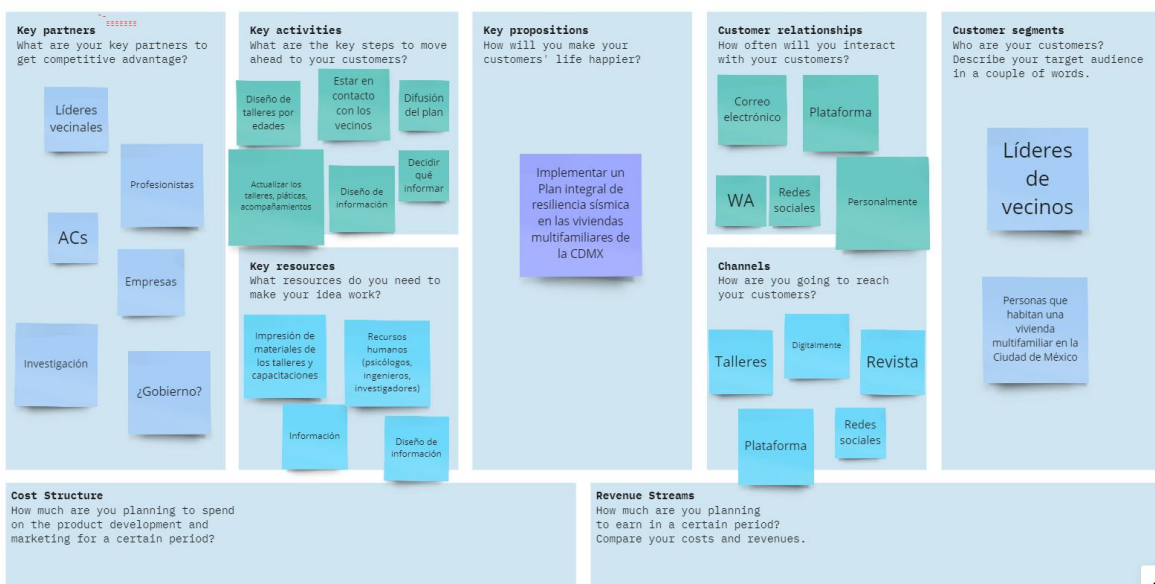 Key partners
What are your key partners to
get competitive advantage?
Líderes
vecinales
Profesionistas
ACs
Empresas
Investigación
¿Gobierno?
Key activities
What are the key steps to move
ahead to your customers?
Diseño de
talleres por
edades
Estar en
contacto
con los
vecinos
Difusión
del plan
Actualizar los
talleres, pláticas,
acompañamientos
Diseño de
información
Decidir
qué
informar
Key resources
What resources do you need to
make your idea work?
Impresión de
materiales de
los talleres y
capacitaciones
Recursos
humanos
(psicólogos,
ingenieros,
investigadores)
Información
Diseño de
información
Key propositions
How will you make your
customers' life happier?
Implementar un
Plan integral de
resiliencia sísmica
en las viviendas
multifamiliares de
la CDMX
Customer relationships
How often will you interact
with your customers?
Correo
electrónico
Plataforma
WA
Redes
sociales
Personalmente
Channels
How are you going to reach
your customers?
Talleres
Digitalmente
Revista
Plataforma
Redes
sociales
Customer segments
Who are your customers?
Describe your target audience
in a couple of words.
Líderes
de
vecinos
Personas que
habitan una
vivienda
multifamiliar en la
Ciudad de México
Cost Structure
How much are you planning to spend
on the product development and
marketing for a certain period?
Revenue Streams
How much are you planning
to earn in a certain period?
Compare your costs and revenues.